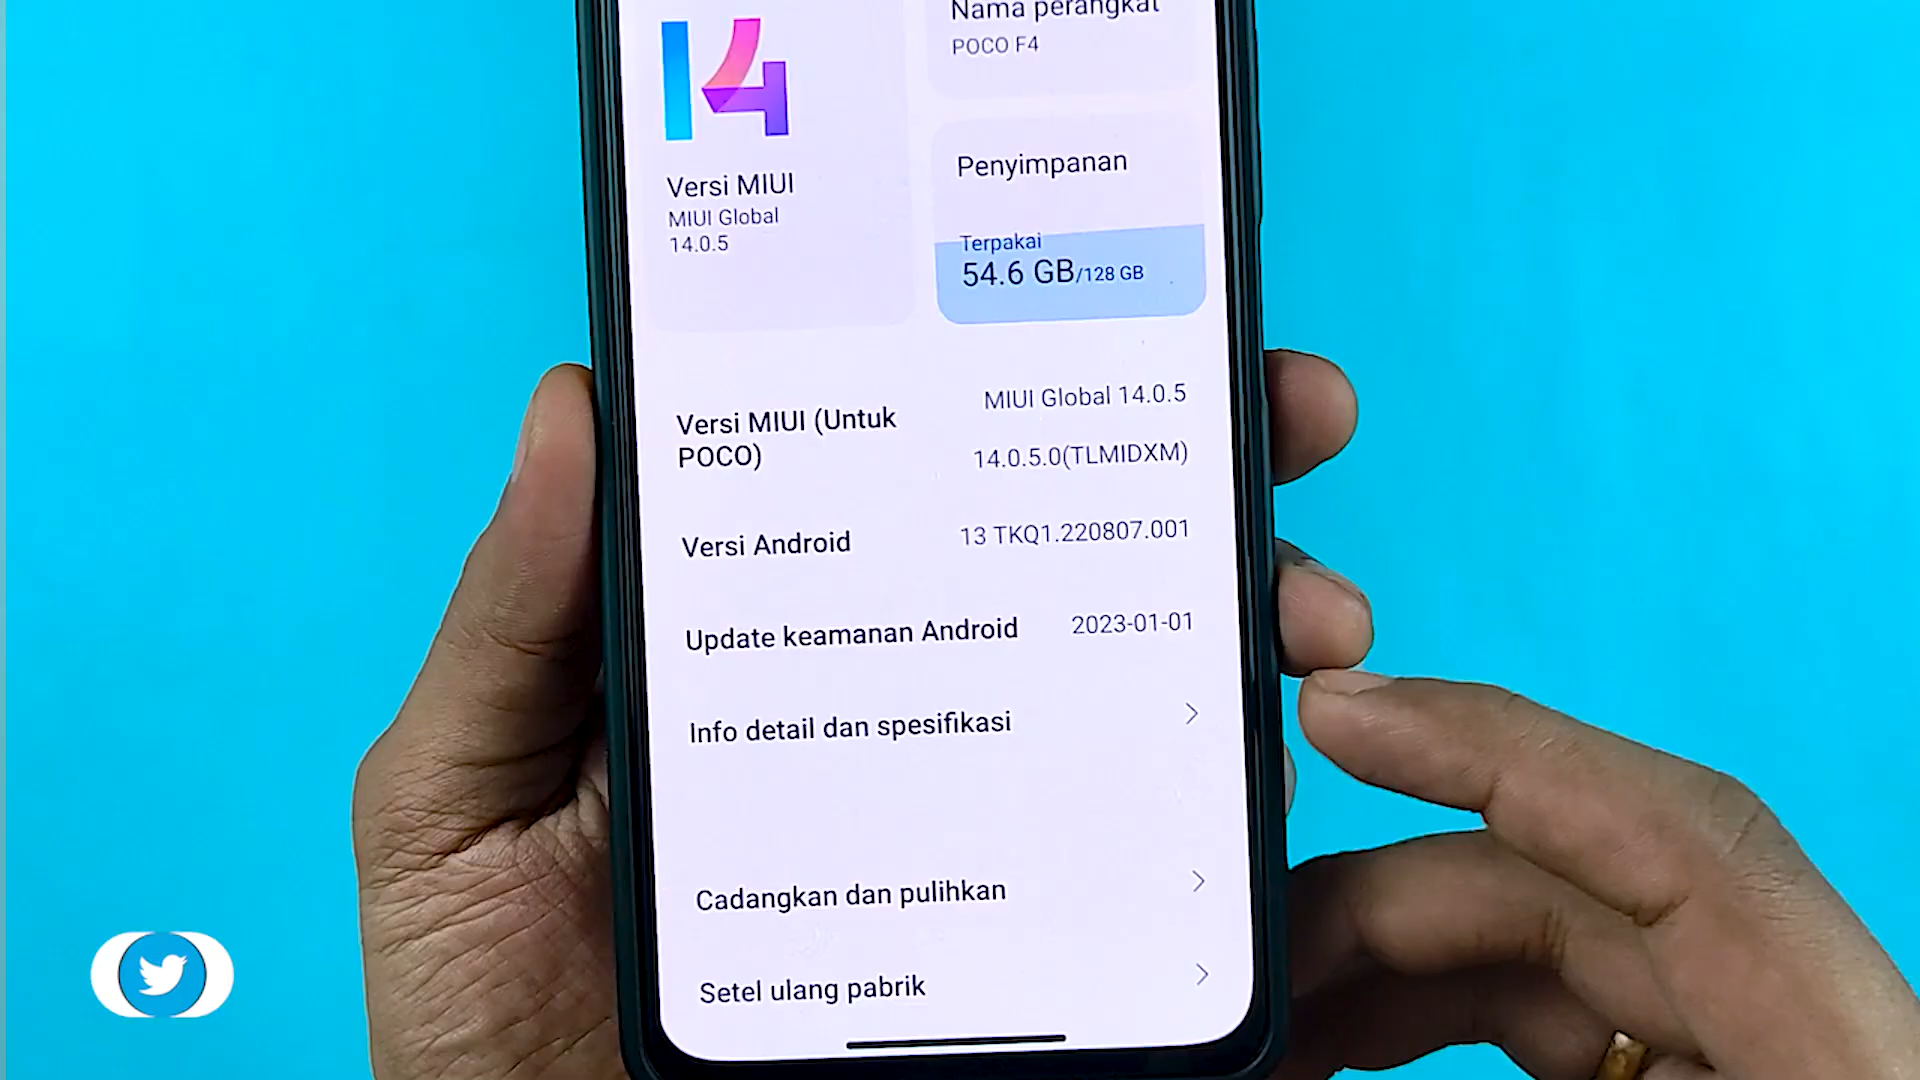 14
Versi MIUI
MIUI Global
14.0.5
Nama perangkat
POCO F4
Penyimpanan
Terpakai
54.6 GB/128 GB
Versi MIUI (Untuk
POCO)
MIUI Global 14.0.5
14.0.5.0(TLMIDXM)
Versi Android
13 TKQ1.220807.001
Update keamanan Android
2023-01-01
Info detail dan spesifikasi
Cadangkan dan pulihkan
Setel ulang pabrik